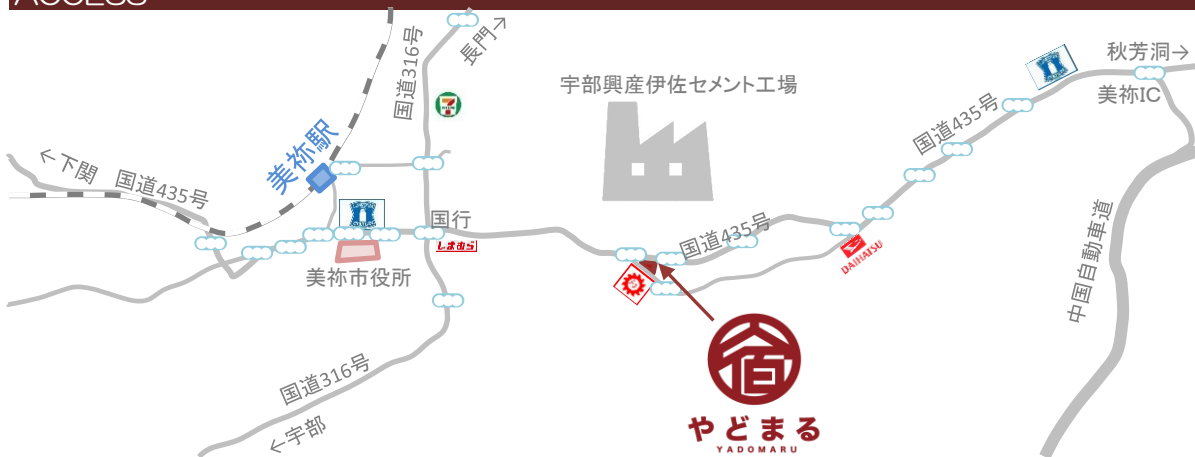 ACCESS
国道316号
長門→
秋芳洞→
美祢IC
宇部興産伊佐セメント工場
国道435号
美祢駅
←下関
国道435号
国行
しまむら
国道435号
美祢市役所
DAIHATSU
中国自動車道
国道316号
←宇部
宿
やどまる
YADOMARU